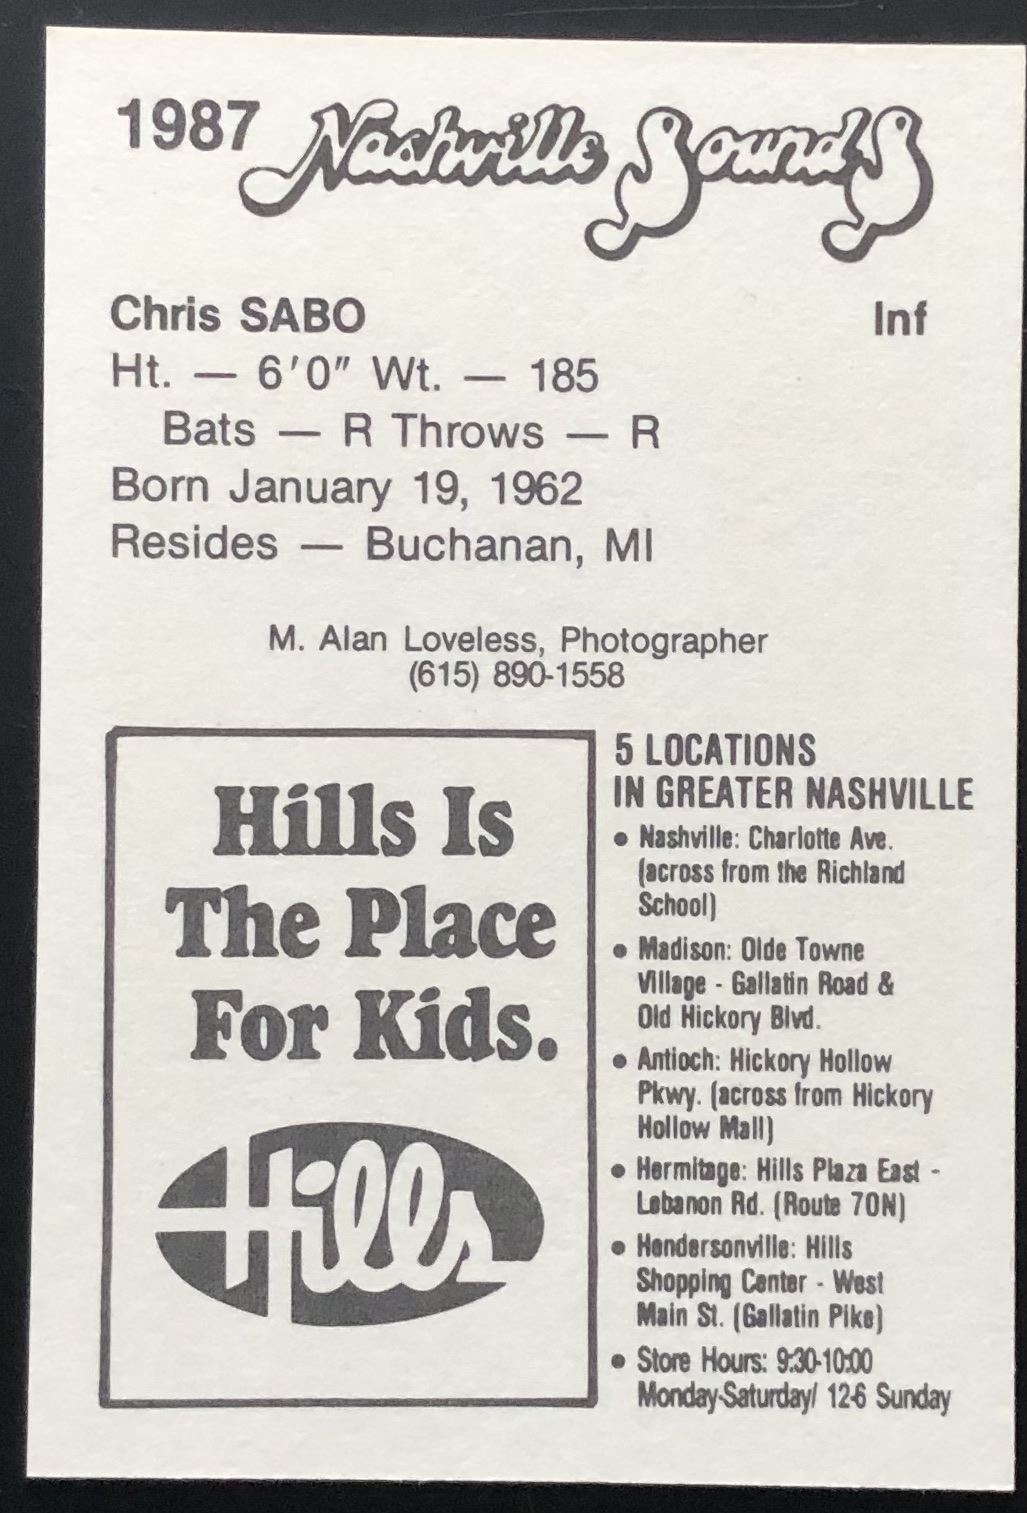 1987 Nashville Sounds
Chris SABO Inf
Ht. — 6'0" Wt. — 185
Bats — R Throws — R
Born January 19, 1962
Resides — Buchanan, MI
M. Alan Loveless, Photographer
(615) 890-1558
Hills Is
The Place
For Kids.
Hills
5 LOCATIONS
IN GREATER NASHVILLE
• Nashville: Charlotte Ave.
(across from the Richland
School)
• Madison: Olde Towne
Village - Gallatin Road &
Old Hickory Blvd.
• Antioch: Hickory Hollow
Pkwy. (across from Hickory
Hollow Mall)
• Hermitage: Hills Plaza East -
Lebanon Rd. (Route 70N)
• Hendersonville: Hills
Shopping Center - West
Main St. (Gallatin Pike)
• Store Hours: 9:30-10:00
Monday-Saturday/ 12-6 Sunday